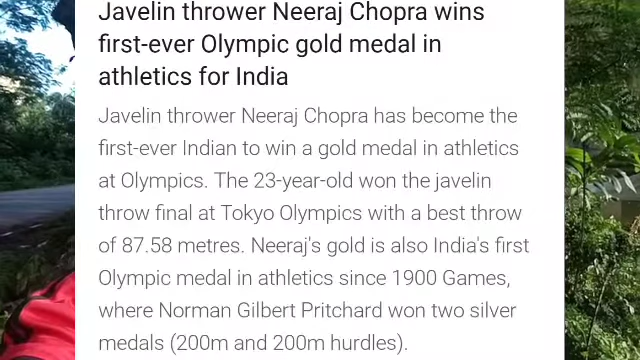 Javelin thrower Neeraj Chopra wins
first-ever Olympic gold medal in
athletics for India
Javelin thrower Neeraj Chopra has become the
first-ever Indian to win a gold medal in athletics
at Olympics. The 23-year-old won the javelin
throw final at Tokyo Olympics with a best throw
of 87.58 metres. Neeraj's gold is also India's first
Olympic medal in athletics since 1900 Games,
where Norman Gilbert Pritchard won two silver
medals (200m and 200m hurdles).